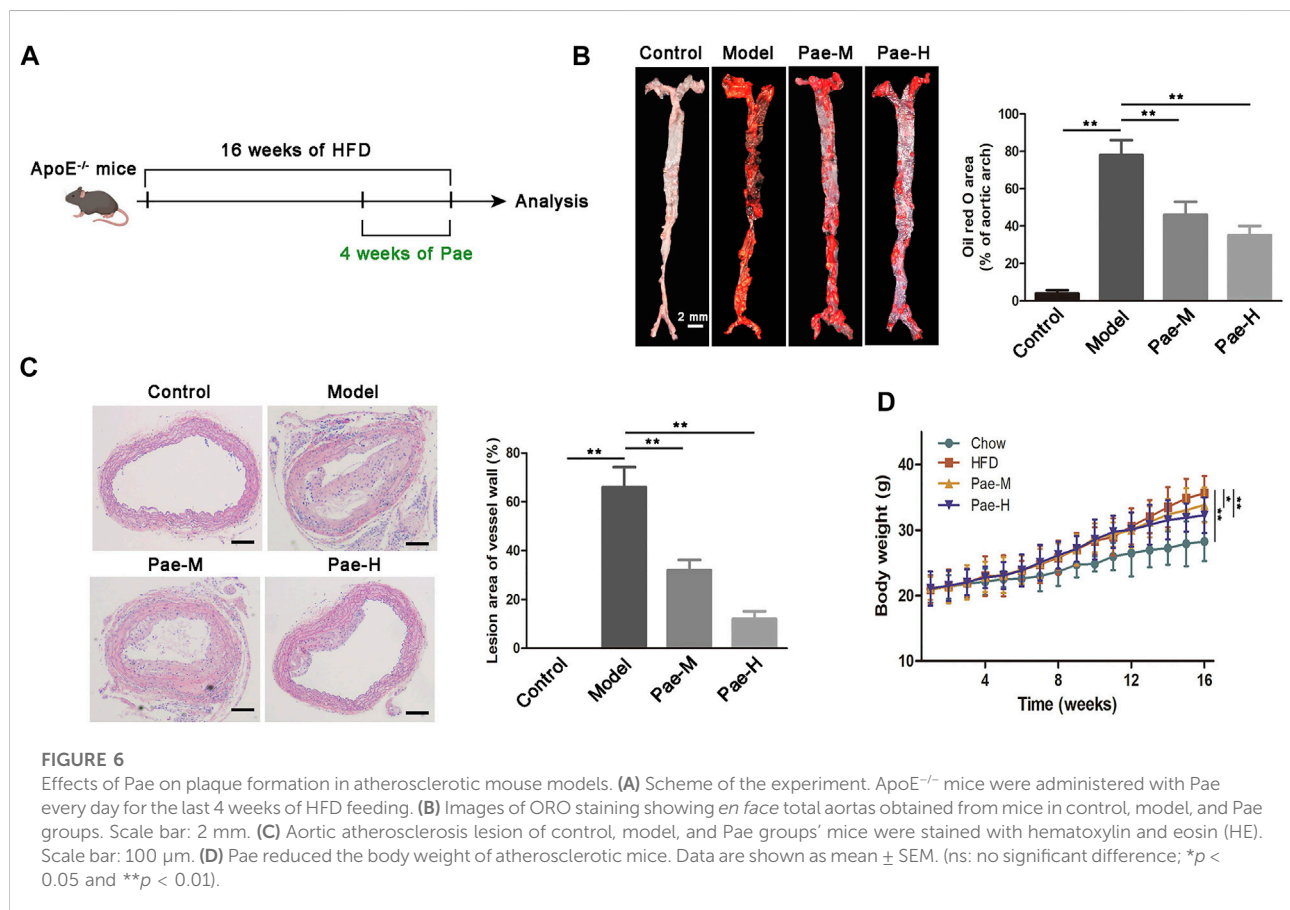 A
16 weeks of HFD
ApoE-/- mice
Analysis
4 weeks of Pae
B
Control Model Pae-M Pae-H
2 mm
**
**
**
Oil red O area
(% of aortic arch)
100
80
60
40
20
0
Control
Model
Pae-M
Pae-H
C
Control Model
Pae-M Pae-H
**
**
**
Lesion area of vessel wall (%)
80
60
40
20
0
Control
Model
Pae-M
Pae-H
D
Chow
HFD
Pae-M
Pae-H
** * **
Body weight (g)
40
30
20
10
4 8 12 16
Time (weeks)
FIGURE 6
Effects of Pae on plaque formation in atherosclerotic mouse models. (A) Scheme of the experiment. ApoE−/− mice were administered with Pae
every day for the last 4 weeks of HFD feeding. (B) Images of ORO staining showing en face total aortas obtained from mice in control, model, and Pae
groups. Scale bar: 2 mm. (C) Aortic atherosclerosis lesion of control, model, and Pae groups' mice were stained with hematoxylin and eosin (HE).
Scale bar: 100 μm. (D) Pae reduced the body weight of atherosclerotic mice. Data are shown as mean ± SEM. (ns: no significant difference; *p <
0.05 and **p < 0.01).